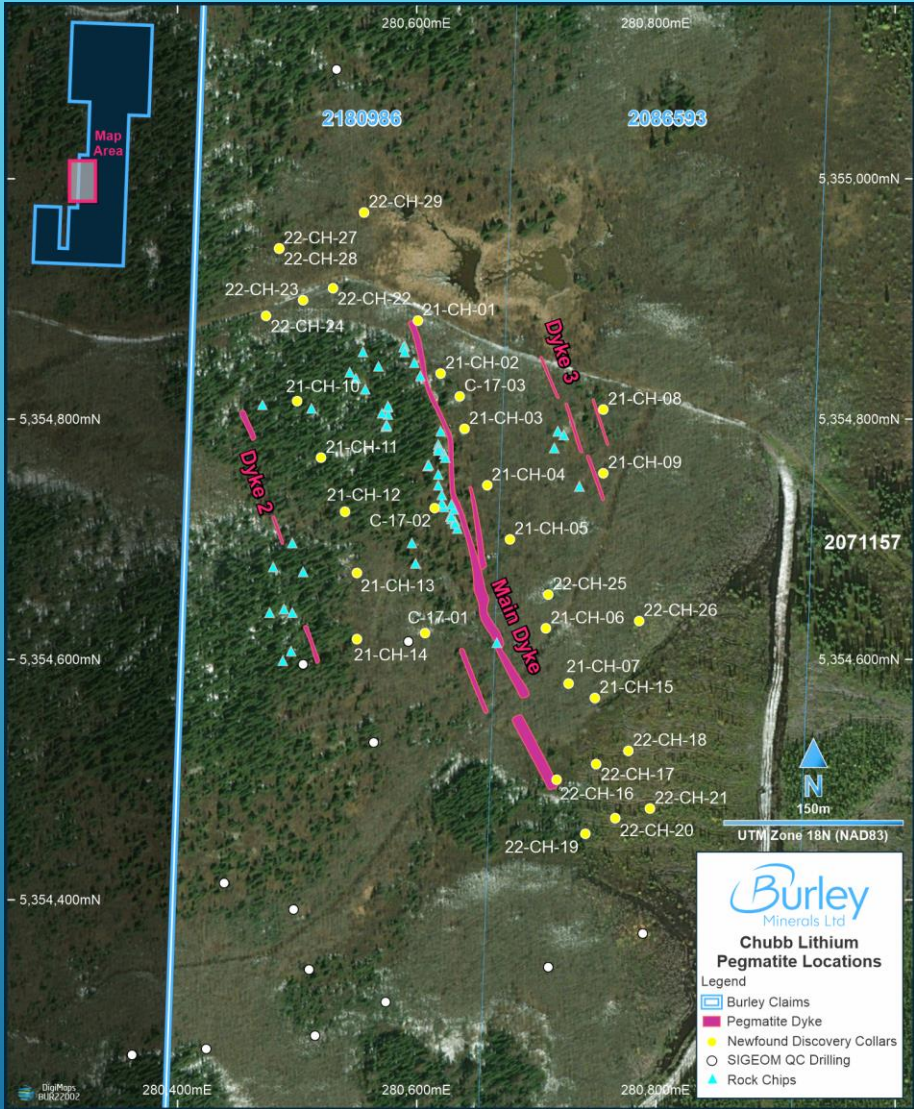 280,600mE
280,800mE
2180986
2086593
Map
Area
5,355,000mN
22-CH-29
22-CH-27
22-CH-28
22-CH-23
22-CH-22
22-CH-24
21-CH-01
Dyke 3
21-CH-02
C-17-03
21-CH-10
21-CH-08
5,354,800mN
21-CH-03
Dyke 2
21-CH-11
21-CH-09
21-CH-04
21-CH-12
C-17-02
21-CH-05
2071157
21-CH-13
22-CH-25
Main Dyke
C-17-01
21-CH-06
22-CH-26
21-CH-14
5,354,600mN
5,354,600mN
21-CH-07
21-CH-15
22-CH-18
22-CH-17
22-CH-16
22-CH-21
22-CH-20
22-CH-19
N
150m
UTM Zone 18N (NAD83)
5,354,400mN
Burley
Minerals Ltd
Chubb Lithium
Pegmatite Locations
Legend
Burley Claims
Pegmatite Dyke
Newfound Discovery Collars
SIGEOM QC Drilling
Rock Chips
DigiMaps
BUR22002
280,400mE
280,600mE
280,800mE
5,355,000mN
5,354,800mN